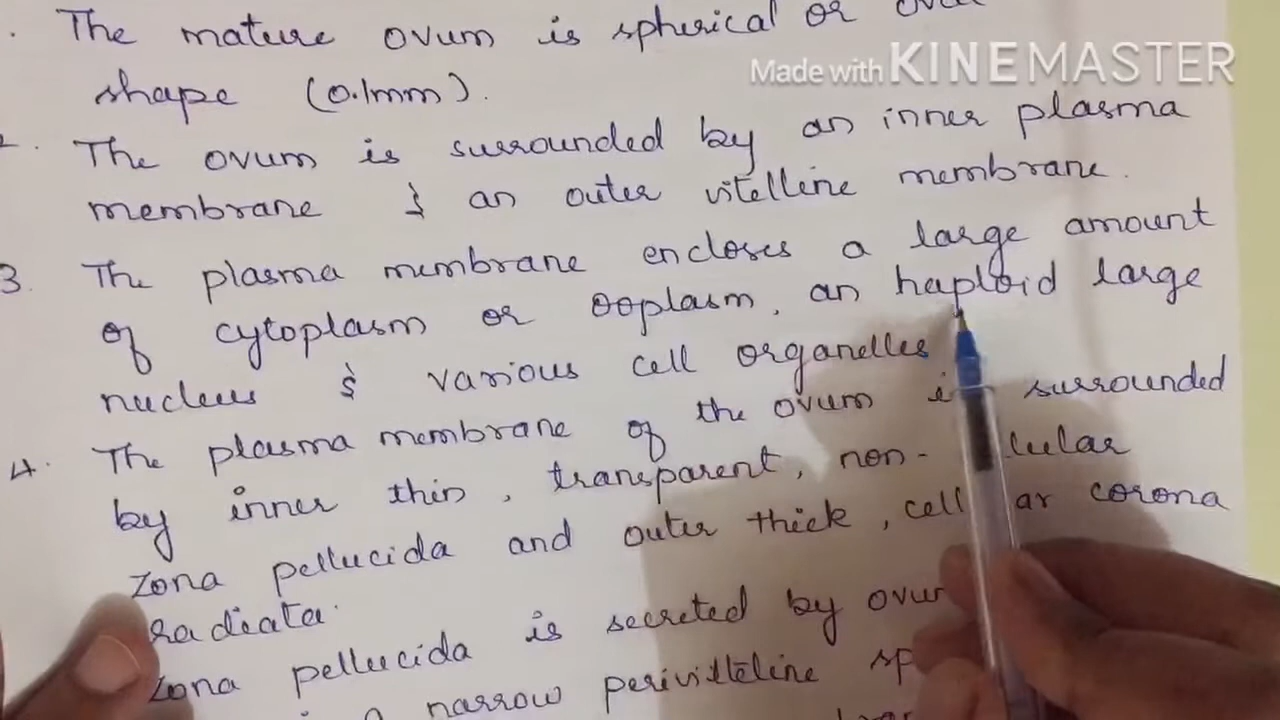 . The mature ovum is spherical or
Made with KINEMASTER
shape (0.1mm).
2. The ovum is surrounded by an inner plasma
membrane & an outer vitelline membrane.
3. The plasma membrane encloses a large amount
of cytoplasm or ooplasm, an haploid large
nucleus & various cell organelles
4. The plasma membrane of the ovum is surrounded
by inner thin, transparent, non-
Zona pellucida and outer thick, corona
radiata.
Zona pellucida is secreted by
narrow perivitteline